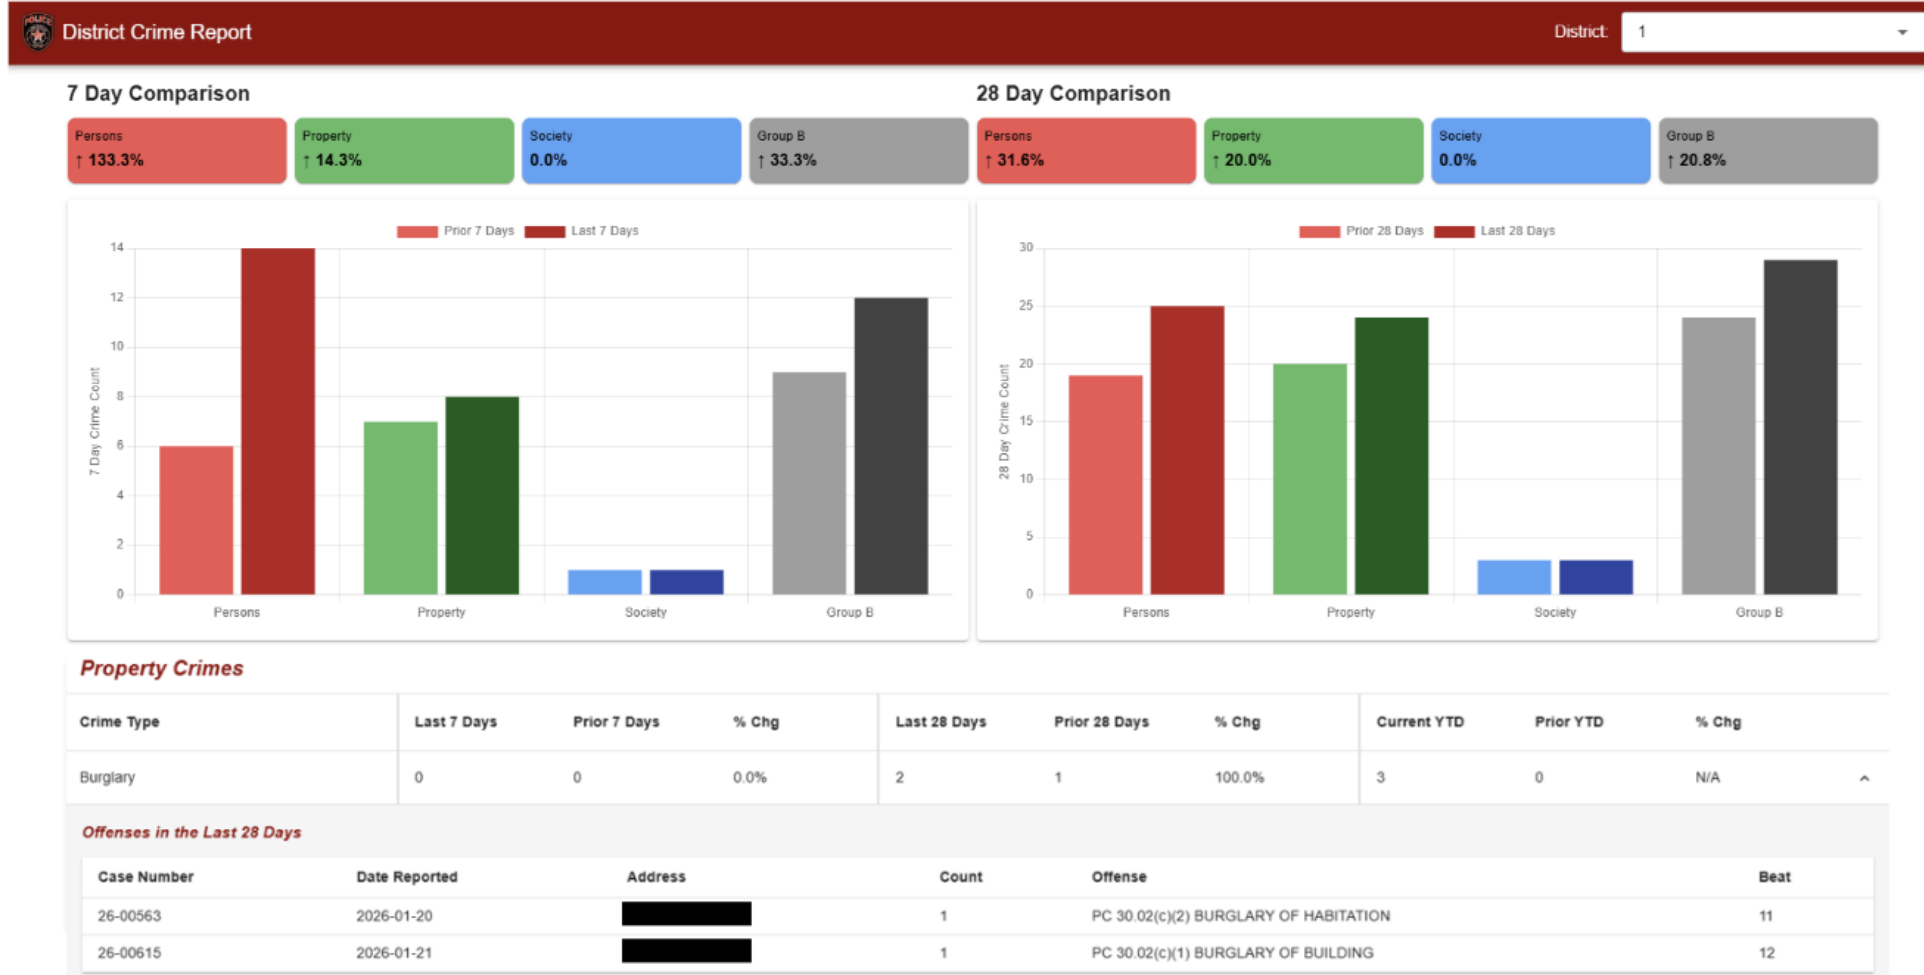 POLICE
District Crime Report
District:
1
7 Day Comparison
Persons
↑ 133.3%
Property
↑ 14.3%
Society
0.0%
Group B
↑ 33.3%
28 Day Comparison
Persons
↑ 31.6%
Property
↑ 20.0%
Society
0.0%
Group B
↑ 20.8%
Prior 7 Days
Last 7 Days
14
12
10
8
6
4
2
0
7 Day Crime Count
Persons
Property
Society
Group B
Prior 28 Days
Last 28 Days
30
25
20
15
10
5
0
28 Day Crime Count
Persons
Property
Society
Group B
Property Crimes
Crime Type Last 7 Days Prior 7 Days % Chg Last 28 Days Prior 28 Days % Chg Current YTD Prior YTD % Chg
Burglary 0 0 0.0% 2 1 100.0% 3 0 N/A
Offenses in the Last 28 Days
Case Number Date Reported Address Count Offense Beat
26-00563 2026-01-20 1 PC 30.02(c)(2) BURGLARY OF HABITATION 11
26-00615 2026-01-21 1 PC 30.02(c)(1) BURGLARY OF BUILDING 12